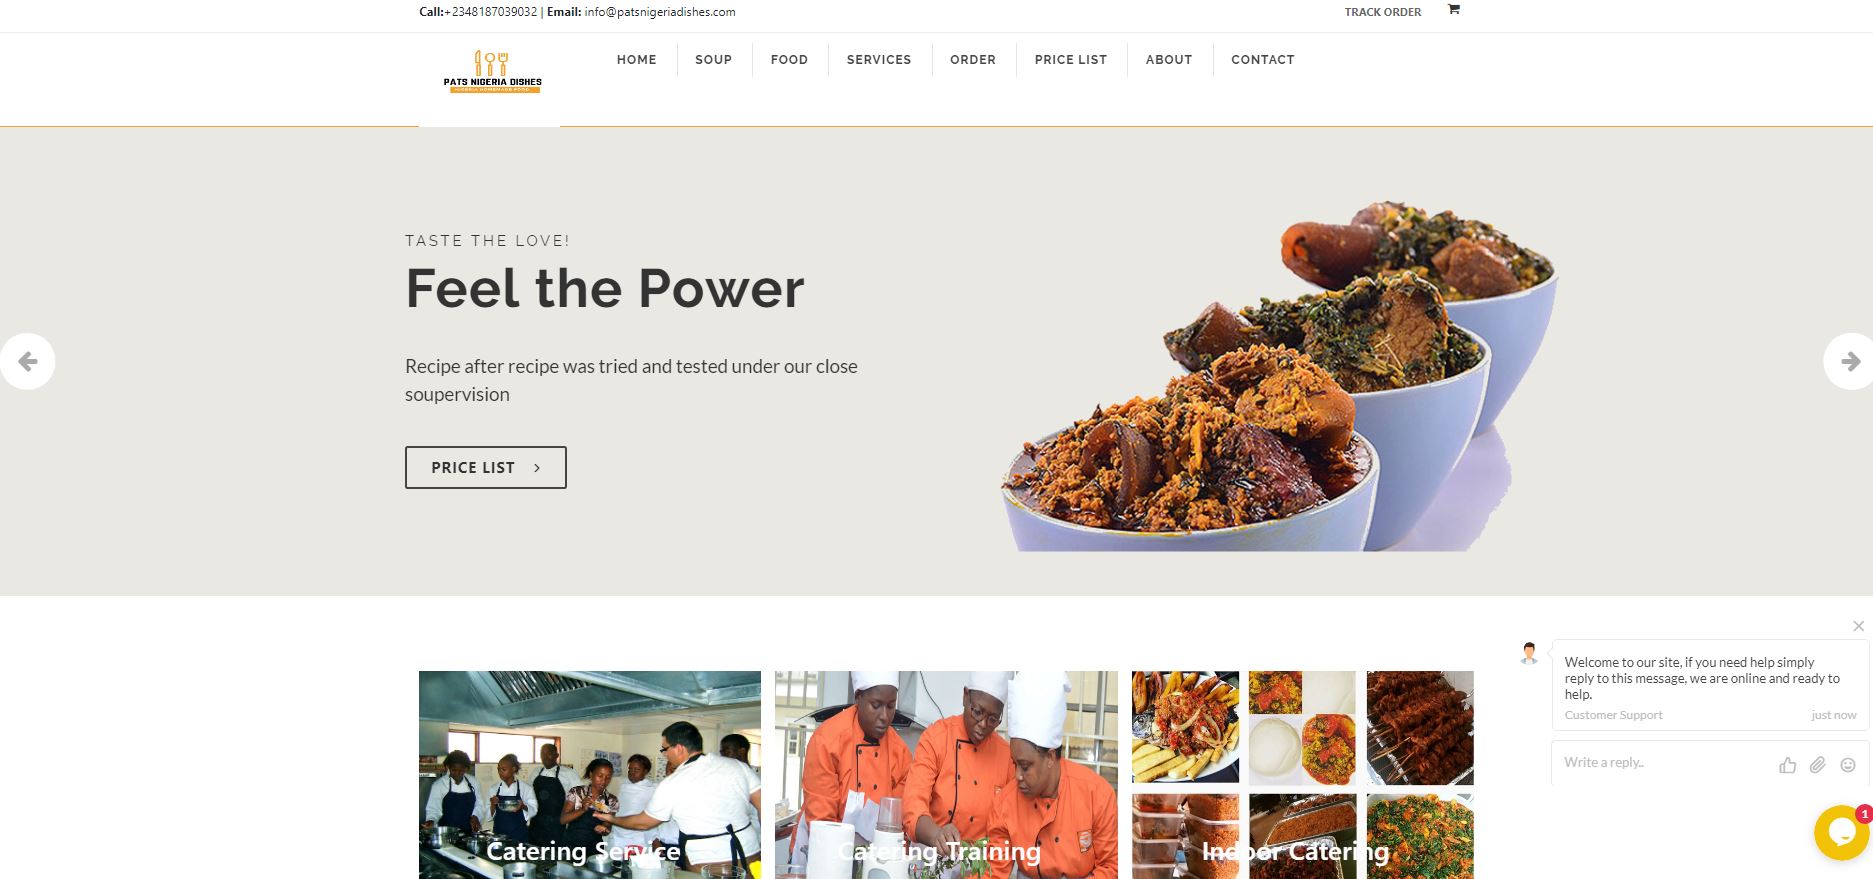 Call:+2348187039032 | Email: info@patsnigeriadishes.com
TRACK ORDER
PATS NIGERIA DISHES
NIGERIA HOMEMADE FOOD
HOME
SOUP
FOOD
SERVICES
ORDER
PRICE LIST
ABOUT
CONTACT
TASTE THE LOVE!
Feel the Power
Recipe after recipe was tried and tested under our close
soupervision
PRICE LIST
Welcome to our site, if you need help simply
reply to this message, we are online and ready to
help.
Customer Support
just now
Write a reply..
1
Catering Service
Catering Training
Indoor Catering